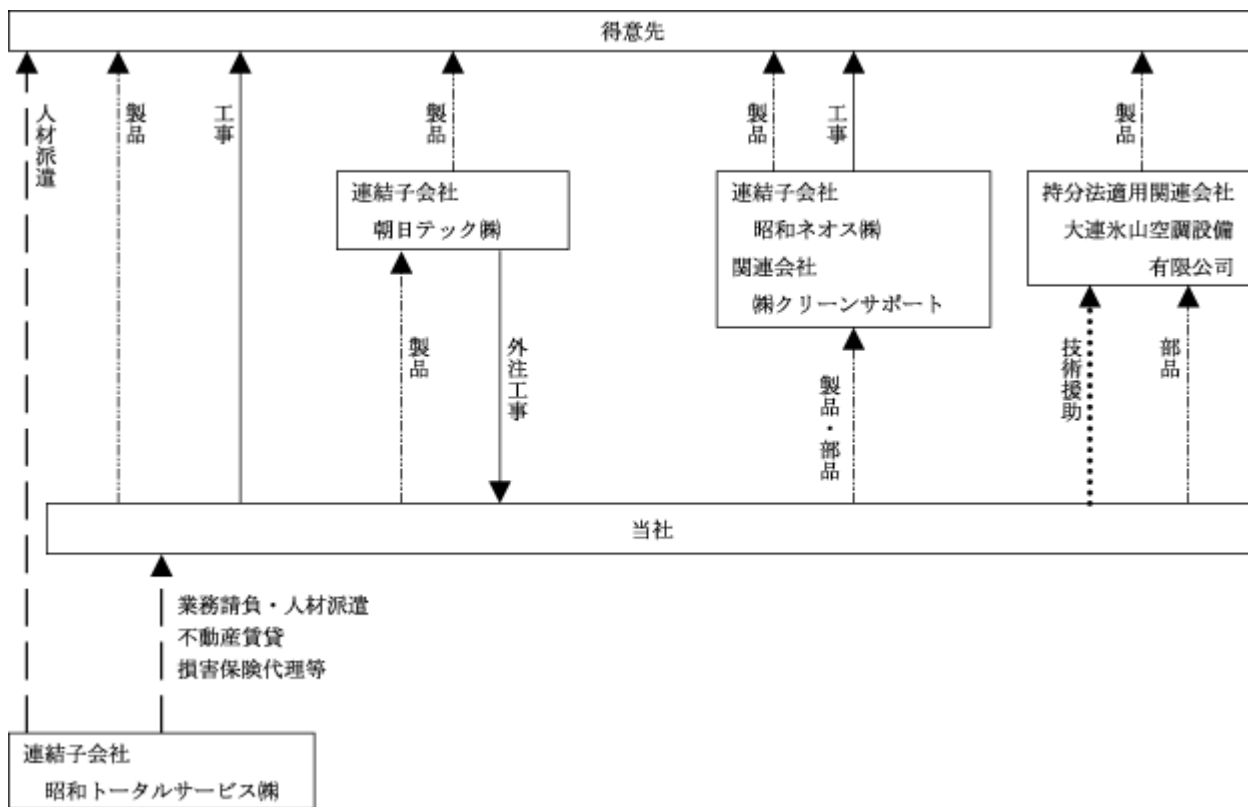 得意先
人材派遣
製品
工事
製品
製品
工事
製品
連結子会社
朝日テック㈱
連結子会社
昭和ネオス㈱
関連会社
㈱クリーンサポート
持分法適用関連会社
大連氷山空調設備
有限公司
製品
外注工事
製品・部品
技術援助
部品
当社
業務請負・人材派遣
不動産賃貸
損害保険代理等
連結子会社
昭和トータルサービス㈱